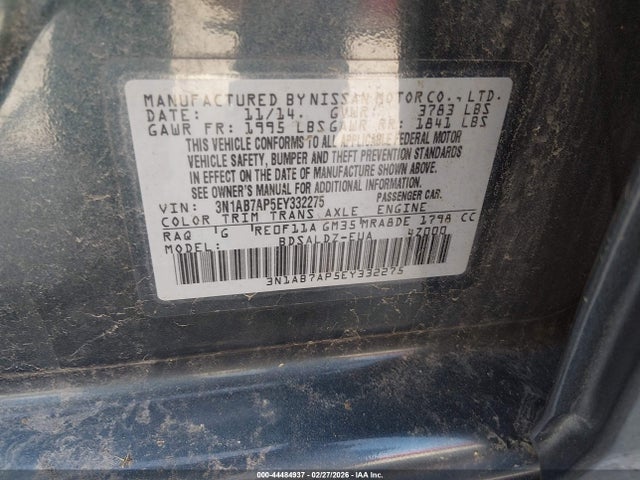 MANUFACTURED BY NISSAN MOTOR CO., LTD.
DATE: 11/14. GVWR : 3783 LBS
GAWR FR: 1995 LBS GAWR RR: 1841 LBS
THIS VEHICLE CONFORMS TO ALL APPLICABLE FEDERAL MOTOR
VEHICLE SAFETY, BUMPER AND THEFT PREVENTION STANDARDS
IN EFFECT ON THE DATE OF MANUFACTURE SHOWN ABOVE.
SEE OWNER'S MANUAL FOR ADDITIONAL INFORMATION.
VIN: 3N1AB7AP5EY332275 PASSENGER CAR.
COLOR TRIM TRANS AXLE ENGINE
RAQ G RE0F11A GM35 MRA8DE 1798 CC
MODEL: BDSALDZ-EUA 47000
3N1AB7AP5EY332275
000-44484937 - 02/27/2026 - IAA Inc.